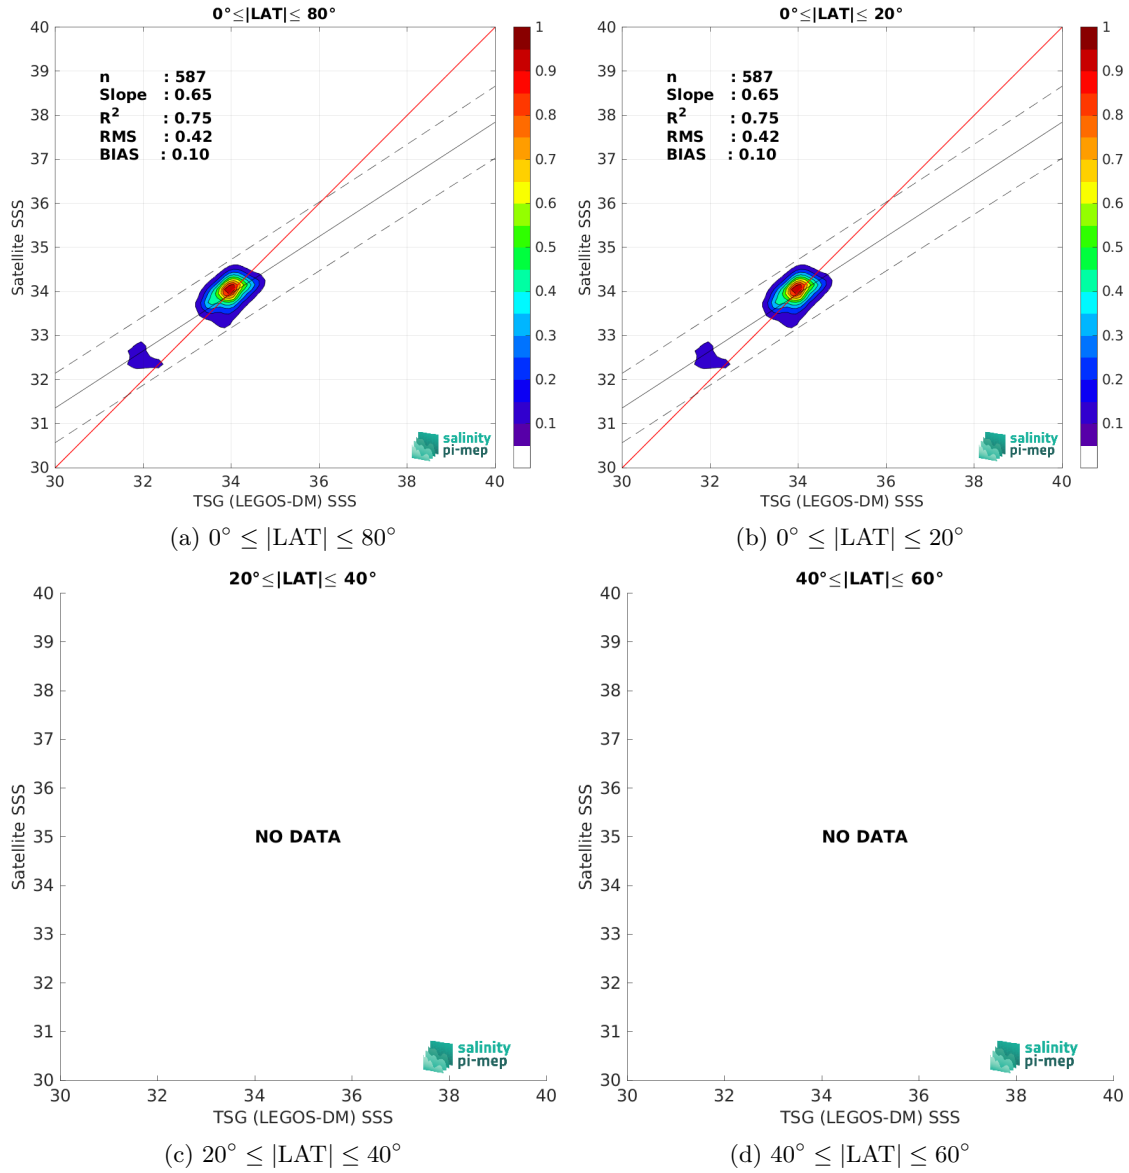 0°≤|LAT|≤ 80°
40
39
38
37
36
35
34
33
32
31
30
n : 587
Slope : 0.65
R² : 0.75
RMS : 0.42
BIAS : 0.10
Satellite SSS
salinity
pi-mep
30 32 34 36 38 40
TSG (LEGOS-DM) SSS
1
0.9
0.8
0.7
0.6
0.5
0.4
0.3
0.2
0.1
(a) 0° ≤ |LAT| ≤ 80°
0°≤|LAT|≤ 20°
40
39
38
37
36
35
34
33
32
31
30
n : 587
Slope : 0.65
R² : 0.75
RMS : 0.42
BIAS : 0.10
Satellite SSS
salinity
pi-mep
30 32 34 36 38 40
TSG (LEGOS-DM) SSS
1
0.9
0.8
0.7
0.6
0.5
0.4
0.3
0.2
0.1
(b) 0° ≤ |LAT| ≤ 20°
20°≤|LAT|≤ 40°
40
39
38
37
36
35
34
33
32
31
30
Satellite SSS
NO DATA
salinity
pi-mep
30 32 34 36 38 40
TSG (LEGOS-DM) SSS
(c) 20° ≤ |LAT| ≤ 40°
40°≤|LAT|≤ 60°
40
39
38
37
36
35
34
33
32
31
30
Satellite SSS
NO DATA
salinity
pi-mep
30 32 34 36 38 40
TSG (LEGOS-DM) SSS
(d) 40° ≤ |LAT| ≤ 60°